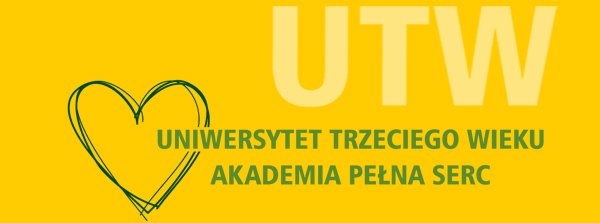 UTW
UNIWERSYTET TRZECIEGO WIEKU
AKADEMIA PEŁNA SERC